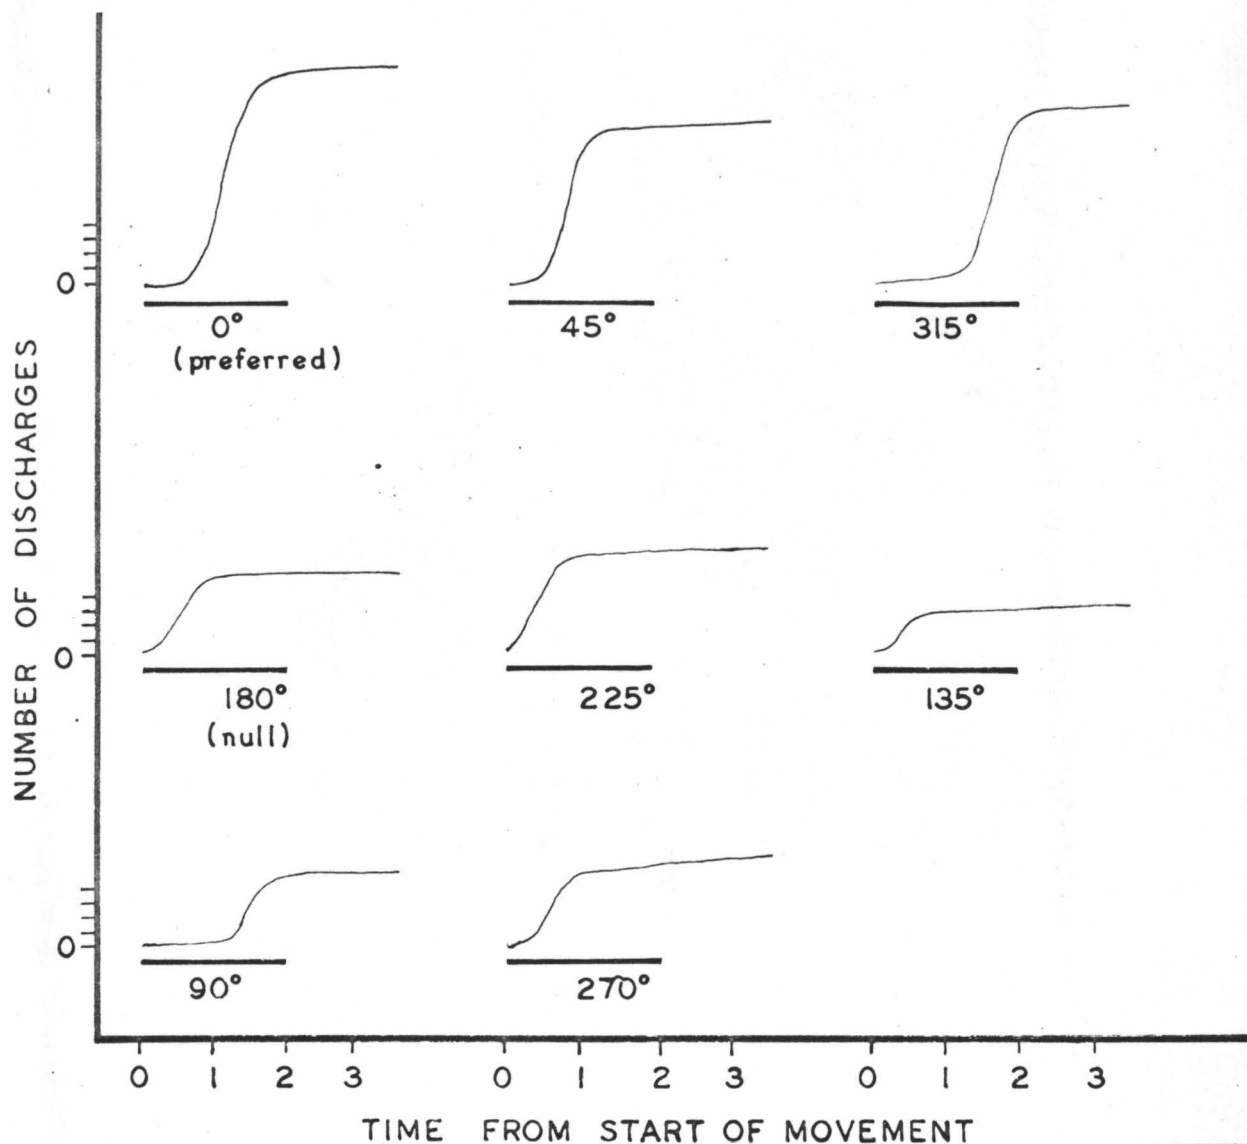 NUMBER OF DISCHARGES
0
0° 45° 315°
(preferred)
0
180° 225° 135°
(null)
0
90° 270°
0 1 2 3 0 1 2 3 0 1 2 3
TIME FROM START OF MOVEMENT